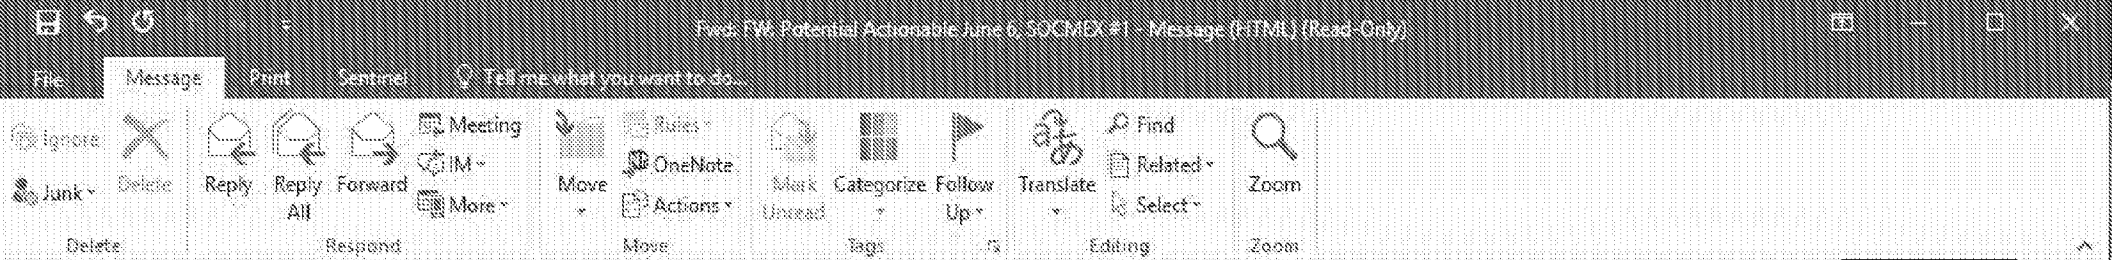 Fwd: FW: Potential Actionable June 6, SOCMEX #1 - Message (HTML) (Read-Only)
File Message Print Sentinel Tell me what you want to do...
Ignore
Junk
Delete
Delete
Reply
Reply All
Forward
Meeting
IM
More
Respond
Move
Rules
OneNote
Actions
Move
Mark Unread
Categorize
Follow Up
Tags
Translate
Find
Related
Select
Editing
Zoom
Zoom